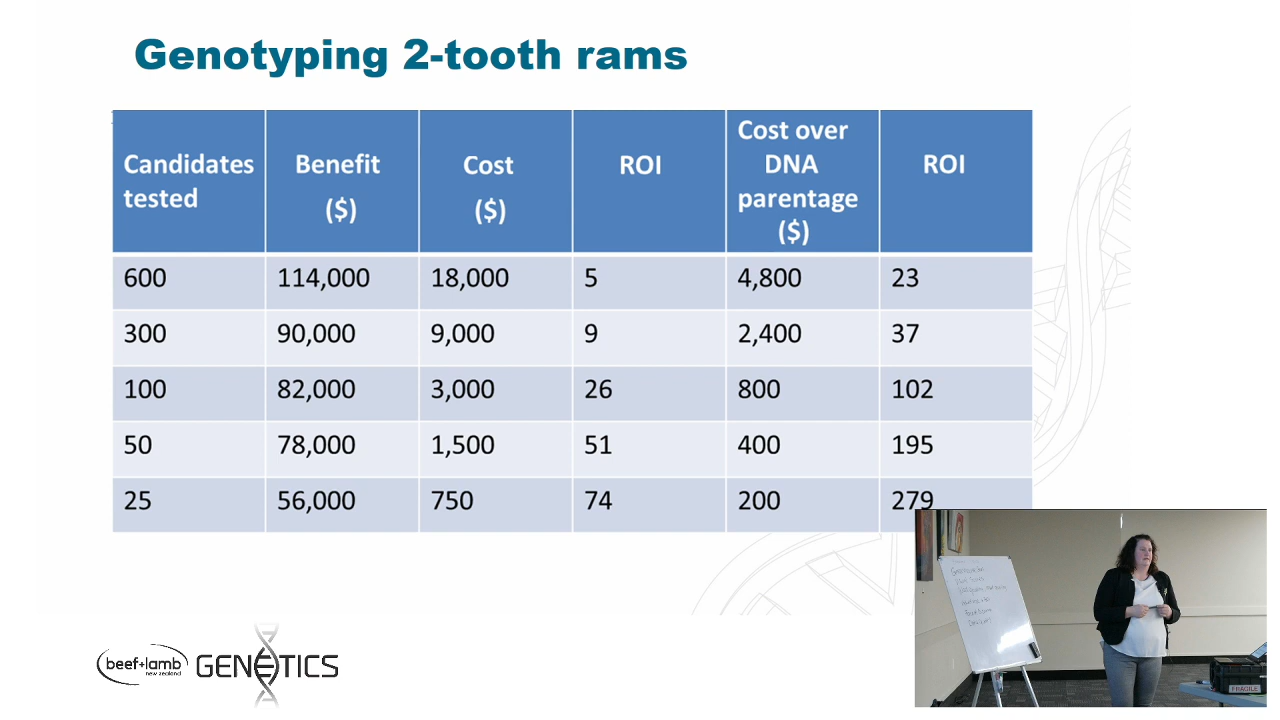 Genotyping 2-tooth rams
Candidates tested Benefit ($) Cost ($) ROI Cost over DNA parentage ($) ROI
600 114,000 18,000 5 4,800 23
300 90,000 9,000 9 2,400 37
100 82,000 3,000 26 800 102
50 78,000 1,500 51 400 195
25 56,000 750 74 200 279
beef+lamb
new zealand
GENETICS
FRAGILE